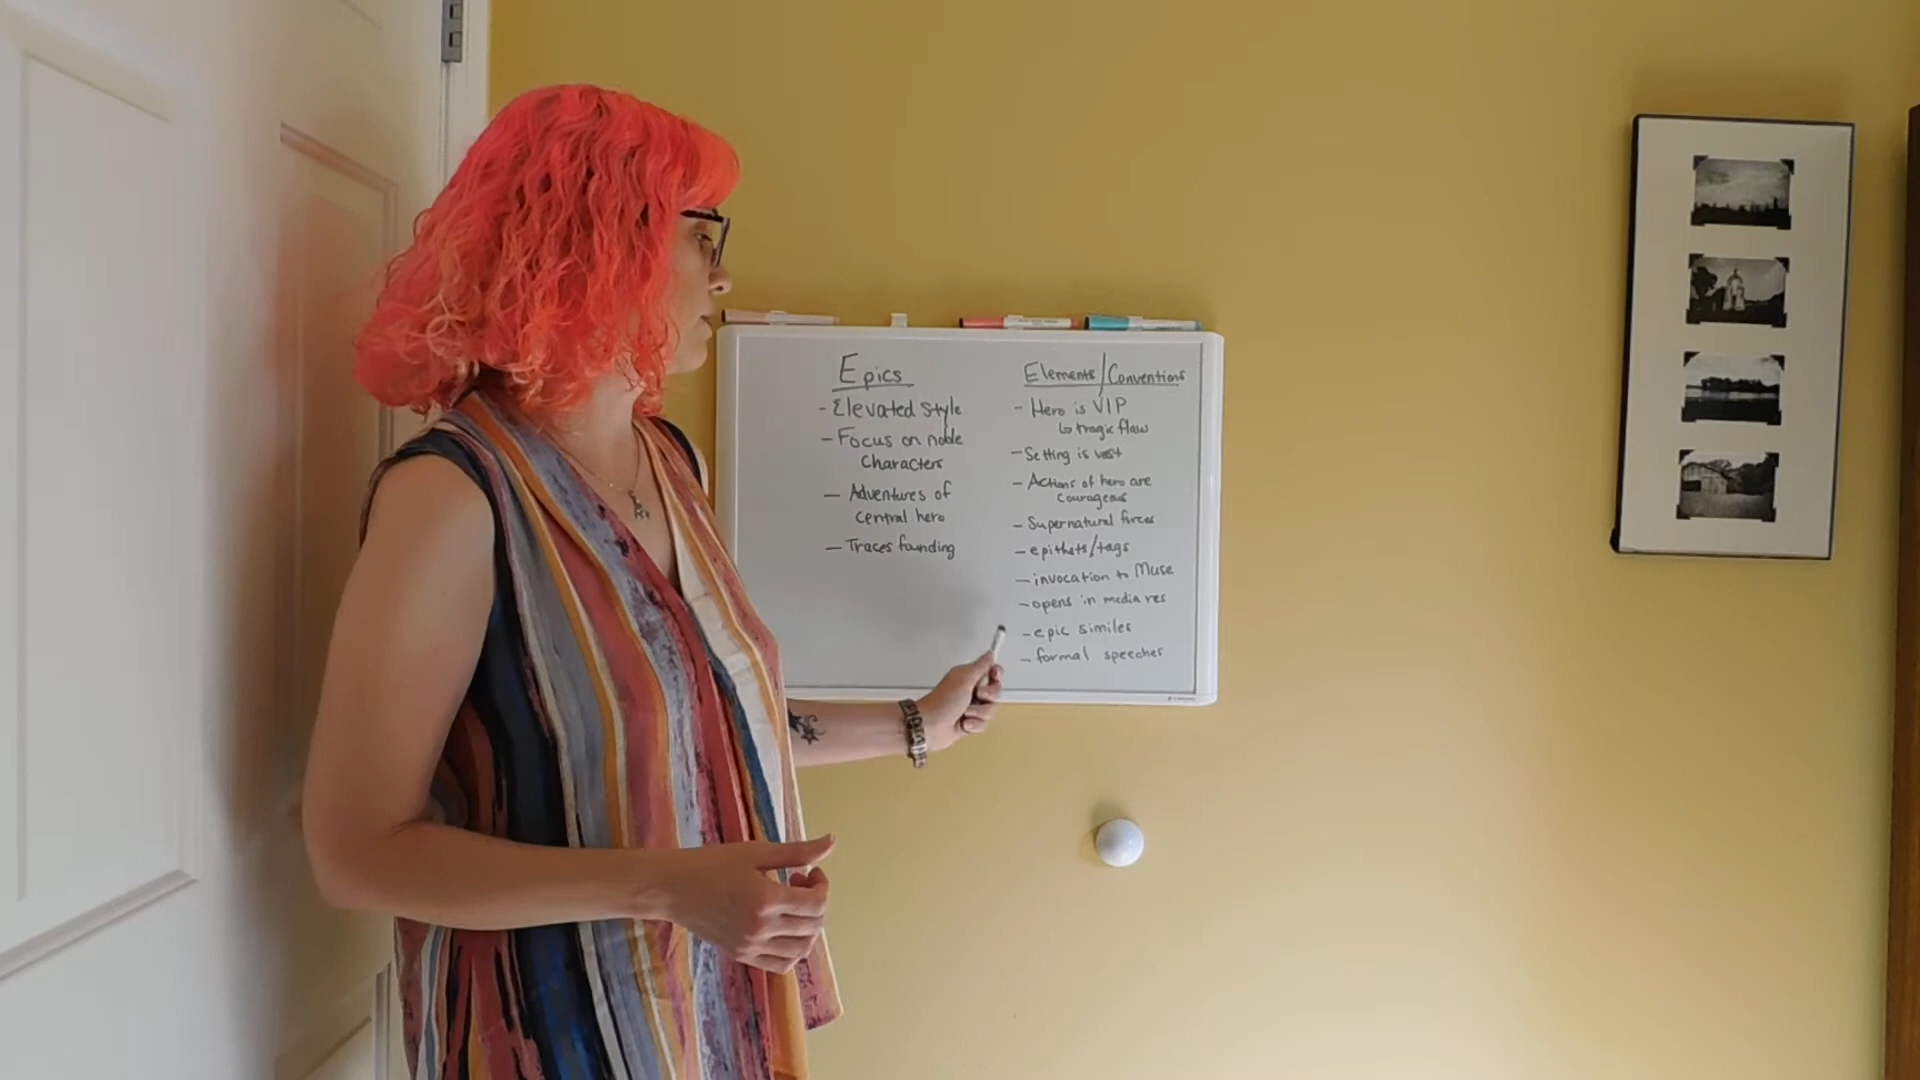 Epics
- Elevated Style
- Focus on noble
Characters
- Adventures of
central hero
- Traces founding
Elements/Conventions
- Hero is VIP
↳ tragic flaw
- Setting is vast
- Actions of hero are
courageous
- Supernatural forces
- epithets/tags
- invocation to Muse
- opens in media res
- epic similes
- formal speeches